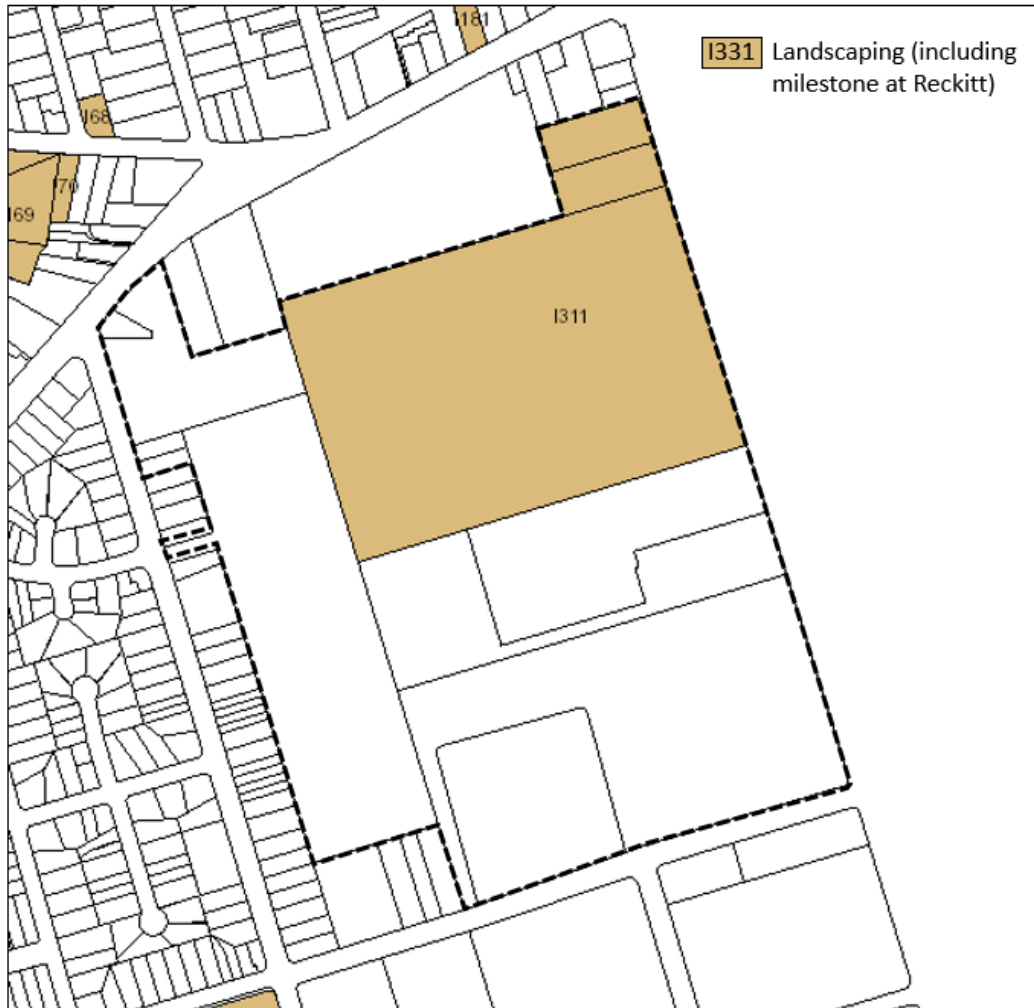 I181
I331 Landscaping (including
milestone at Reckitt)
I68
I70
I69
I311